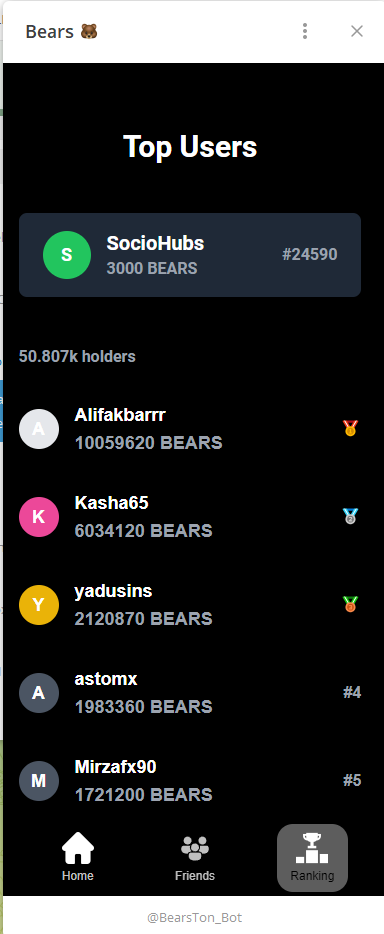 Bears 🐻
Top Users
S
SocioHubs
#24590
3000 BEARS
50.807k holders
A
Alifakbarrr
10059620 BEARS
K
Kasha65
6034120 BEARS
Y
yadusins
2120870 BEARS
A
astomx
#4
1983360 BEARS
M
Mirzafx90
#5
1721200 BEARS
Home
Friends
Ranking
@BearsTon_Bot